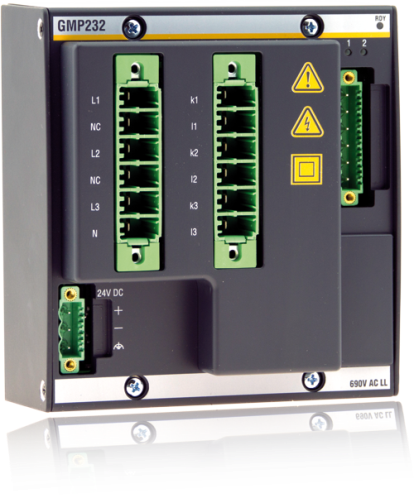 GMP232
RDY
1 2
L1
NC
L2
NC
L3
N
k1
l1
k2
l2
k3
l3
24V DC
+
−
690V AC LL